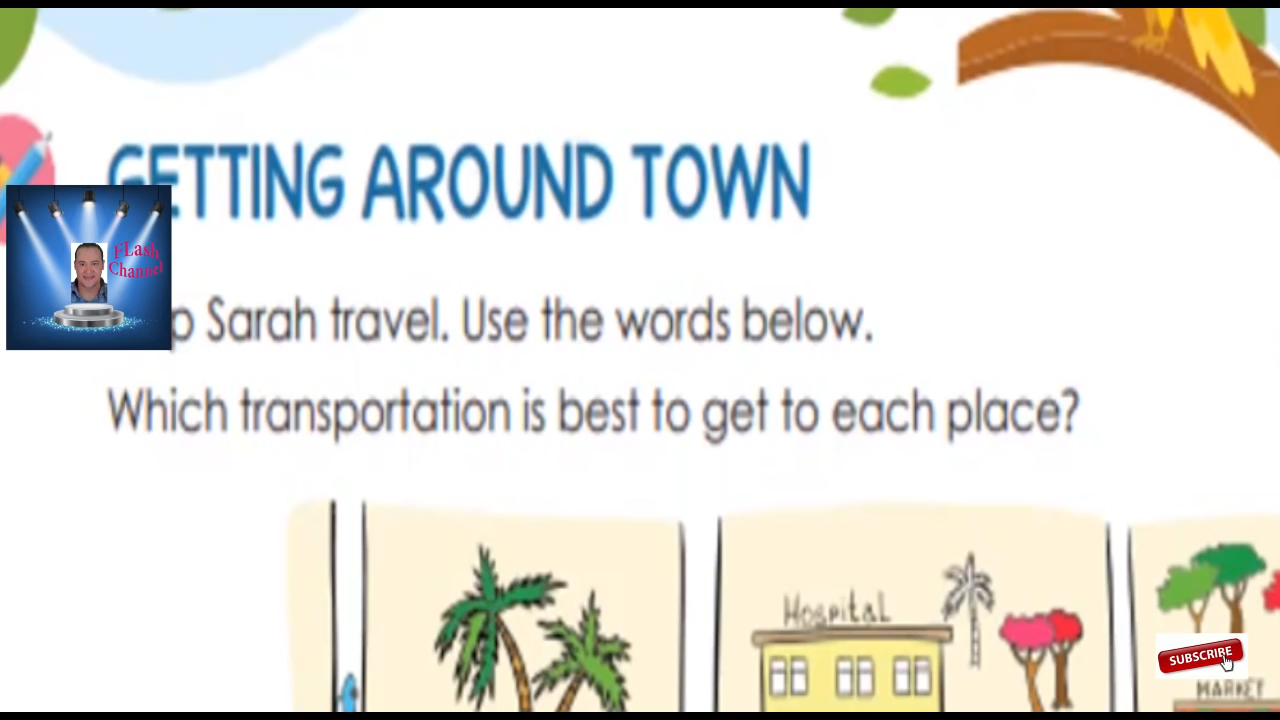 GETTING AROUND TOWN
FLash
Channel
p Sarah travel. Use the words below.
Which transportation is best to get to each place?
Hospital
SUBSCRIBE
MARKET